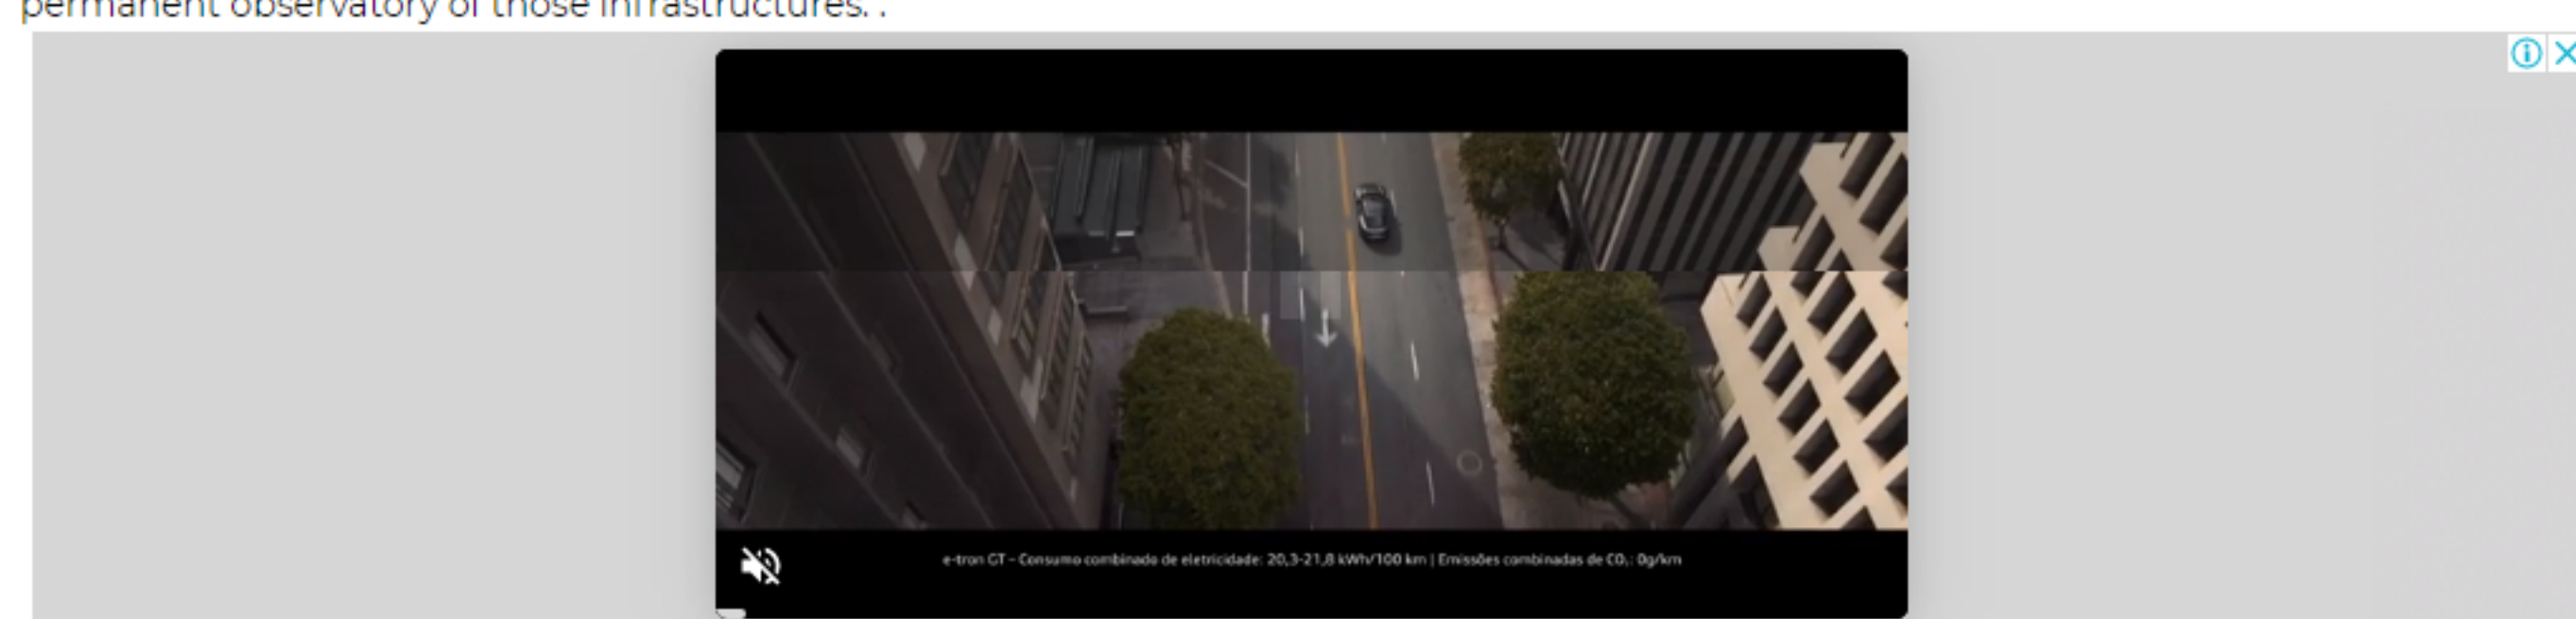 permanent observatory of those infrastructures. .
e-tron GT – Consumo combinado de eletricidade: 20,3-21,8 kWh/100 km | Emissões combinadas de CO₂: 0g/km